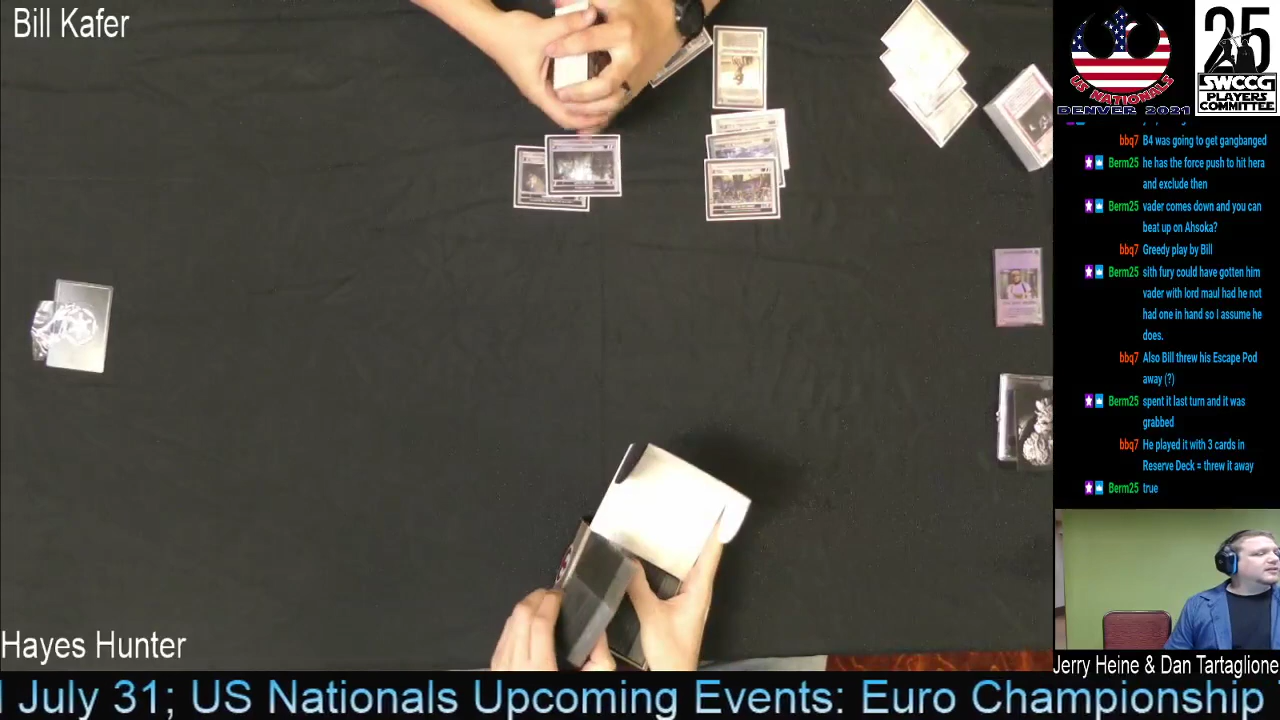 Bill Kafer
US NATIONALS
DENVER 2021
25
SWCCG
PLAYERS
COMMITTEE
bbq7 B4 was going to get gangbanged
Berm25 he has the force push to hit hera
and exclude then
Berm25 vader comes down and you can
beat up on Ahsoka?
bbq7 Greedy play by Bill
Berm25 sith fury could have gotten him
vader with lord maul had he not
had one in hand so I assume he
does.
bbq7 Also Bill threw his Escape Pod
away (?)
Berm25 spent it last turn and it was
grabbed
bbq7 He played it with 3 cards in
Reserve Deck = threw it away
Berm25 true
Hayes Hunter
Jerry Heine & Dan Tartaglione
July 31; US Nationals Upcoming Events: Euro Championship